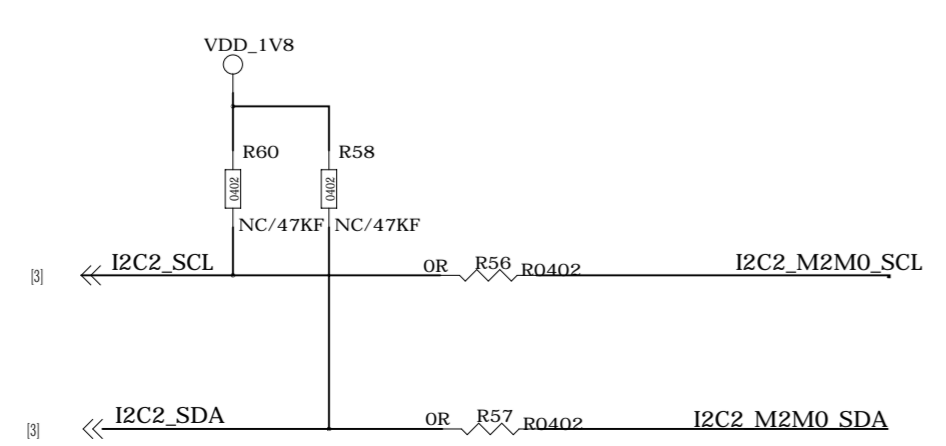 VDD_1V8
R60 R58
0402 0402
NC/47KF NC/47KF
[3] I2C2_SCL 0R R56 R0402 I2C2_M2M0_SCL
[3] I2C2_SDA 0R R57 R0402 I2C2_M2M0_SDA